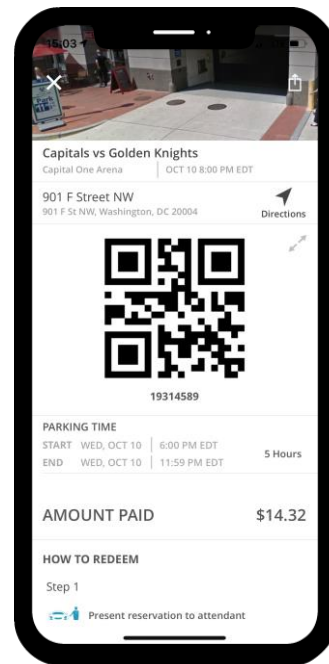 15:03
Park
Capitals vs Golden Knights
Capital One Arena | OCT 10 8:00 PM EDT
901 F Street NW
901 F St NW, Washington, DC 20004
Directions
19314589
PARKING TIME
START WED, OCT 10 | 6:00 PM EDT
END WED, OCT 10 | 11:59 PM EDT
5 Hours
AMOUNT PAID $14.32
HOW TO REDEEM
Step 1
Present reservation to attendant